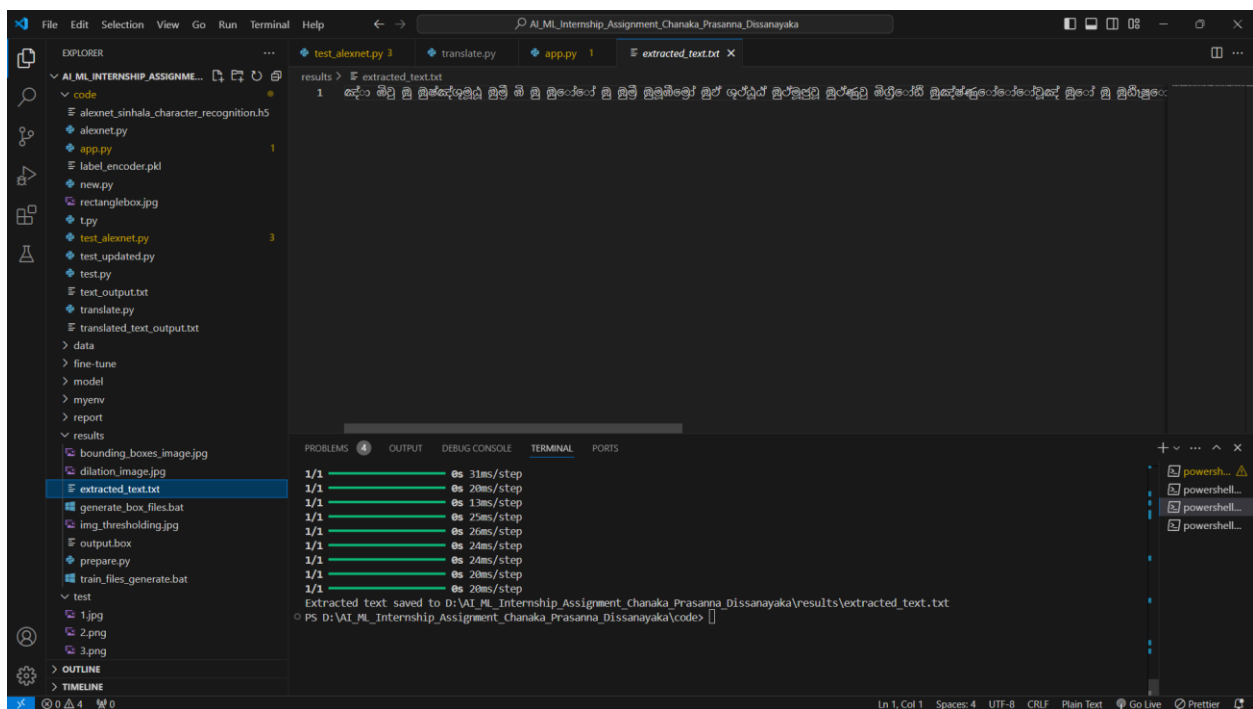 File Edit Selection View Go Run Terminal Help
AI_ML_Internship_Assignment_Chanaka_Prasanna_Dissanayaka
EXPLORER
test_alexnet.py 3 translate.py app.py 1 extracted_text.txt
AI_ML_INTERNSHIP_ASSIGNME...
results > extracted_text.txt
code
1
alexnet_sinhala_character_recognition.h5
alexnet.py
app.py 1
label_encoder.pkl
new.py
rectanglebox.jpg
t.py
test_alexnet.py 3
test_updated.py
test.py
text_output.txt
translate.py
translated_text_output.txt
data
fine-tune
model
myenv
report
results
bounding_boxes_image.jpg
dilation_image.jpg
extracted_text.txt
generate_box_files.bat
img_thresholding.jpg
output.box
prepare.py
train_files_generate.bat
test
1.jpg
2.png
3.png
OUTLINE
TIMELINE
PROBLEMS 4 OUTPUT DEBUG CONSOLE TERMINAL PORTS
1/1 0s 31ms/step
1/1 0s 20ms/step
1/1 0s 13ms/step
1/1 0s 25ms/step
1/1 0s 26ms/step
1/1 0s 24ms/step
1/1 0s 24ms/step
1/1 0s 20ms/step
1/1 0s 20ms/step
Extracted text saved to D:\AI_ML_Internship_Assignment_Chanaka_Prasanna_Dissanayaka\results\extracted_text.txt
PS D:\AI_ML_Internship_Assignment_Chanaka_Prasanna_Dissanayaka\code>
powersh...
powershell...
powershell...
powershell...
0 4 0
Ln 1, Col 1 Spaces: 4 UTF-8 CRLF Plain Text Go Live Prettier